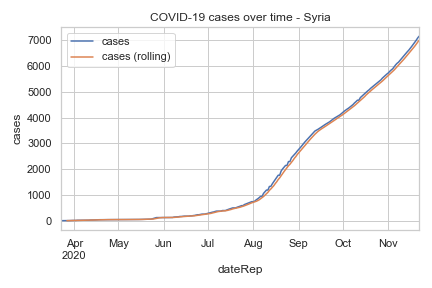 COVID-19 cases over time - Syria
cases
cases (rolling)
7000
6000
5000
4000
3000
2000
1000
0
cases
Apr May Jun Jul Aug Sep Oct Nov
2020
dateRep